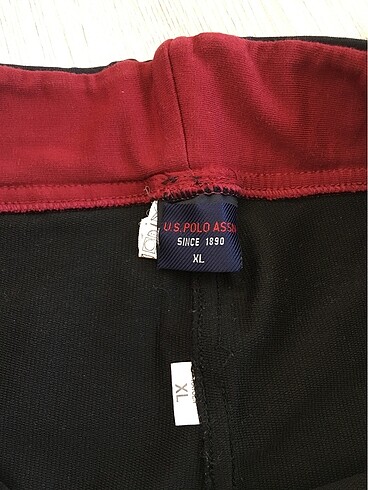 U.S. POLO ASSN
SINCE 1890
XL
XL